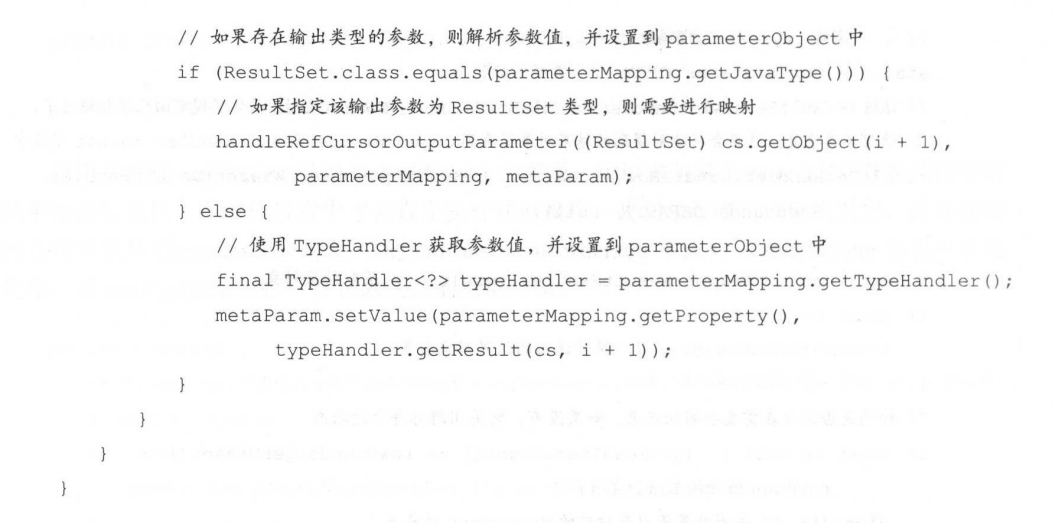 // 如果存在输出类型的参数，则解析参数值，并设置到 parameterObject 中
if (ResultSet.class.equals(parameterMapping.getJavaType())) {
// 如果指定该输出参数为 ResultSet 类型，则需要进行映射
handleRefCursorOutputParameter((ResultSet) cs.getObject(i + 1),
parameterMapping, metaParam);
} else {
// 使用 TypeHandler 获取参数值，并设置到 parameterObject 中
final TypeHandler<?> typeHandler = parameterMapping.getTypeHandler();
metaParam.setValue(parameterMapping.getProperty(),
typeHandler.getResult(cs, i + 1));
}
}
}
}